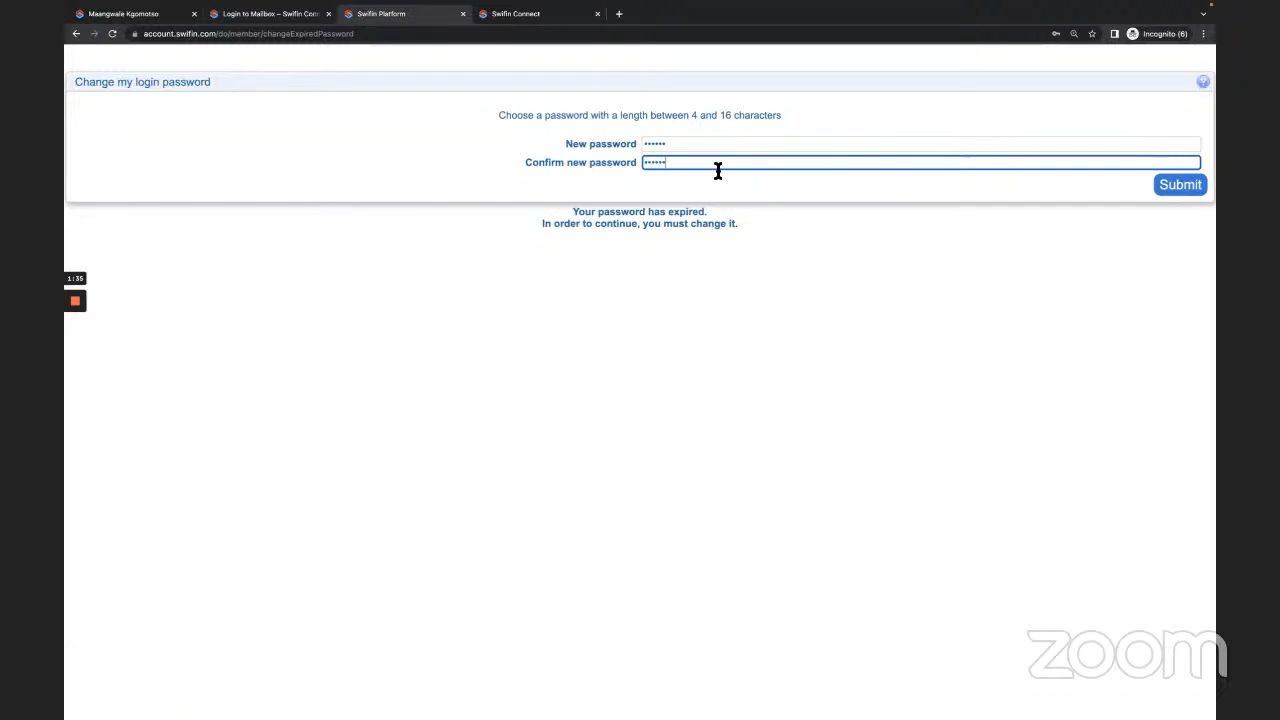 Maangwale Kgomotso
Login to Mailbox – Swifin Conn
Swifin Platform
Swifin Connect
account.swifin.com/do/member/changeExpiredPassword
Incognito (6)
Change my login password
Choose a password with a length between 4 and 16 characters
New password ••••••
Confirm new password ••••••
Submit
Your password has expired.
In order to continue, you must change it.
1:35
zoom